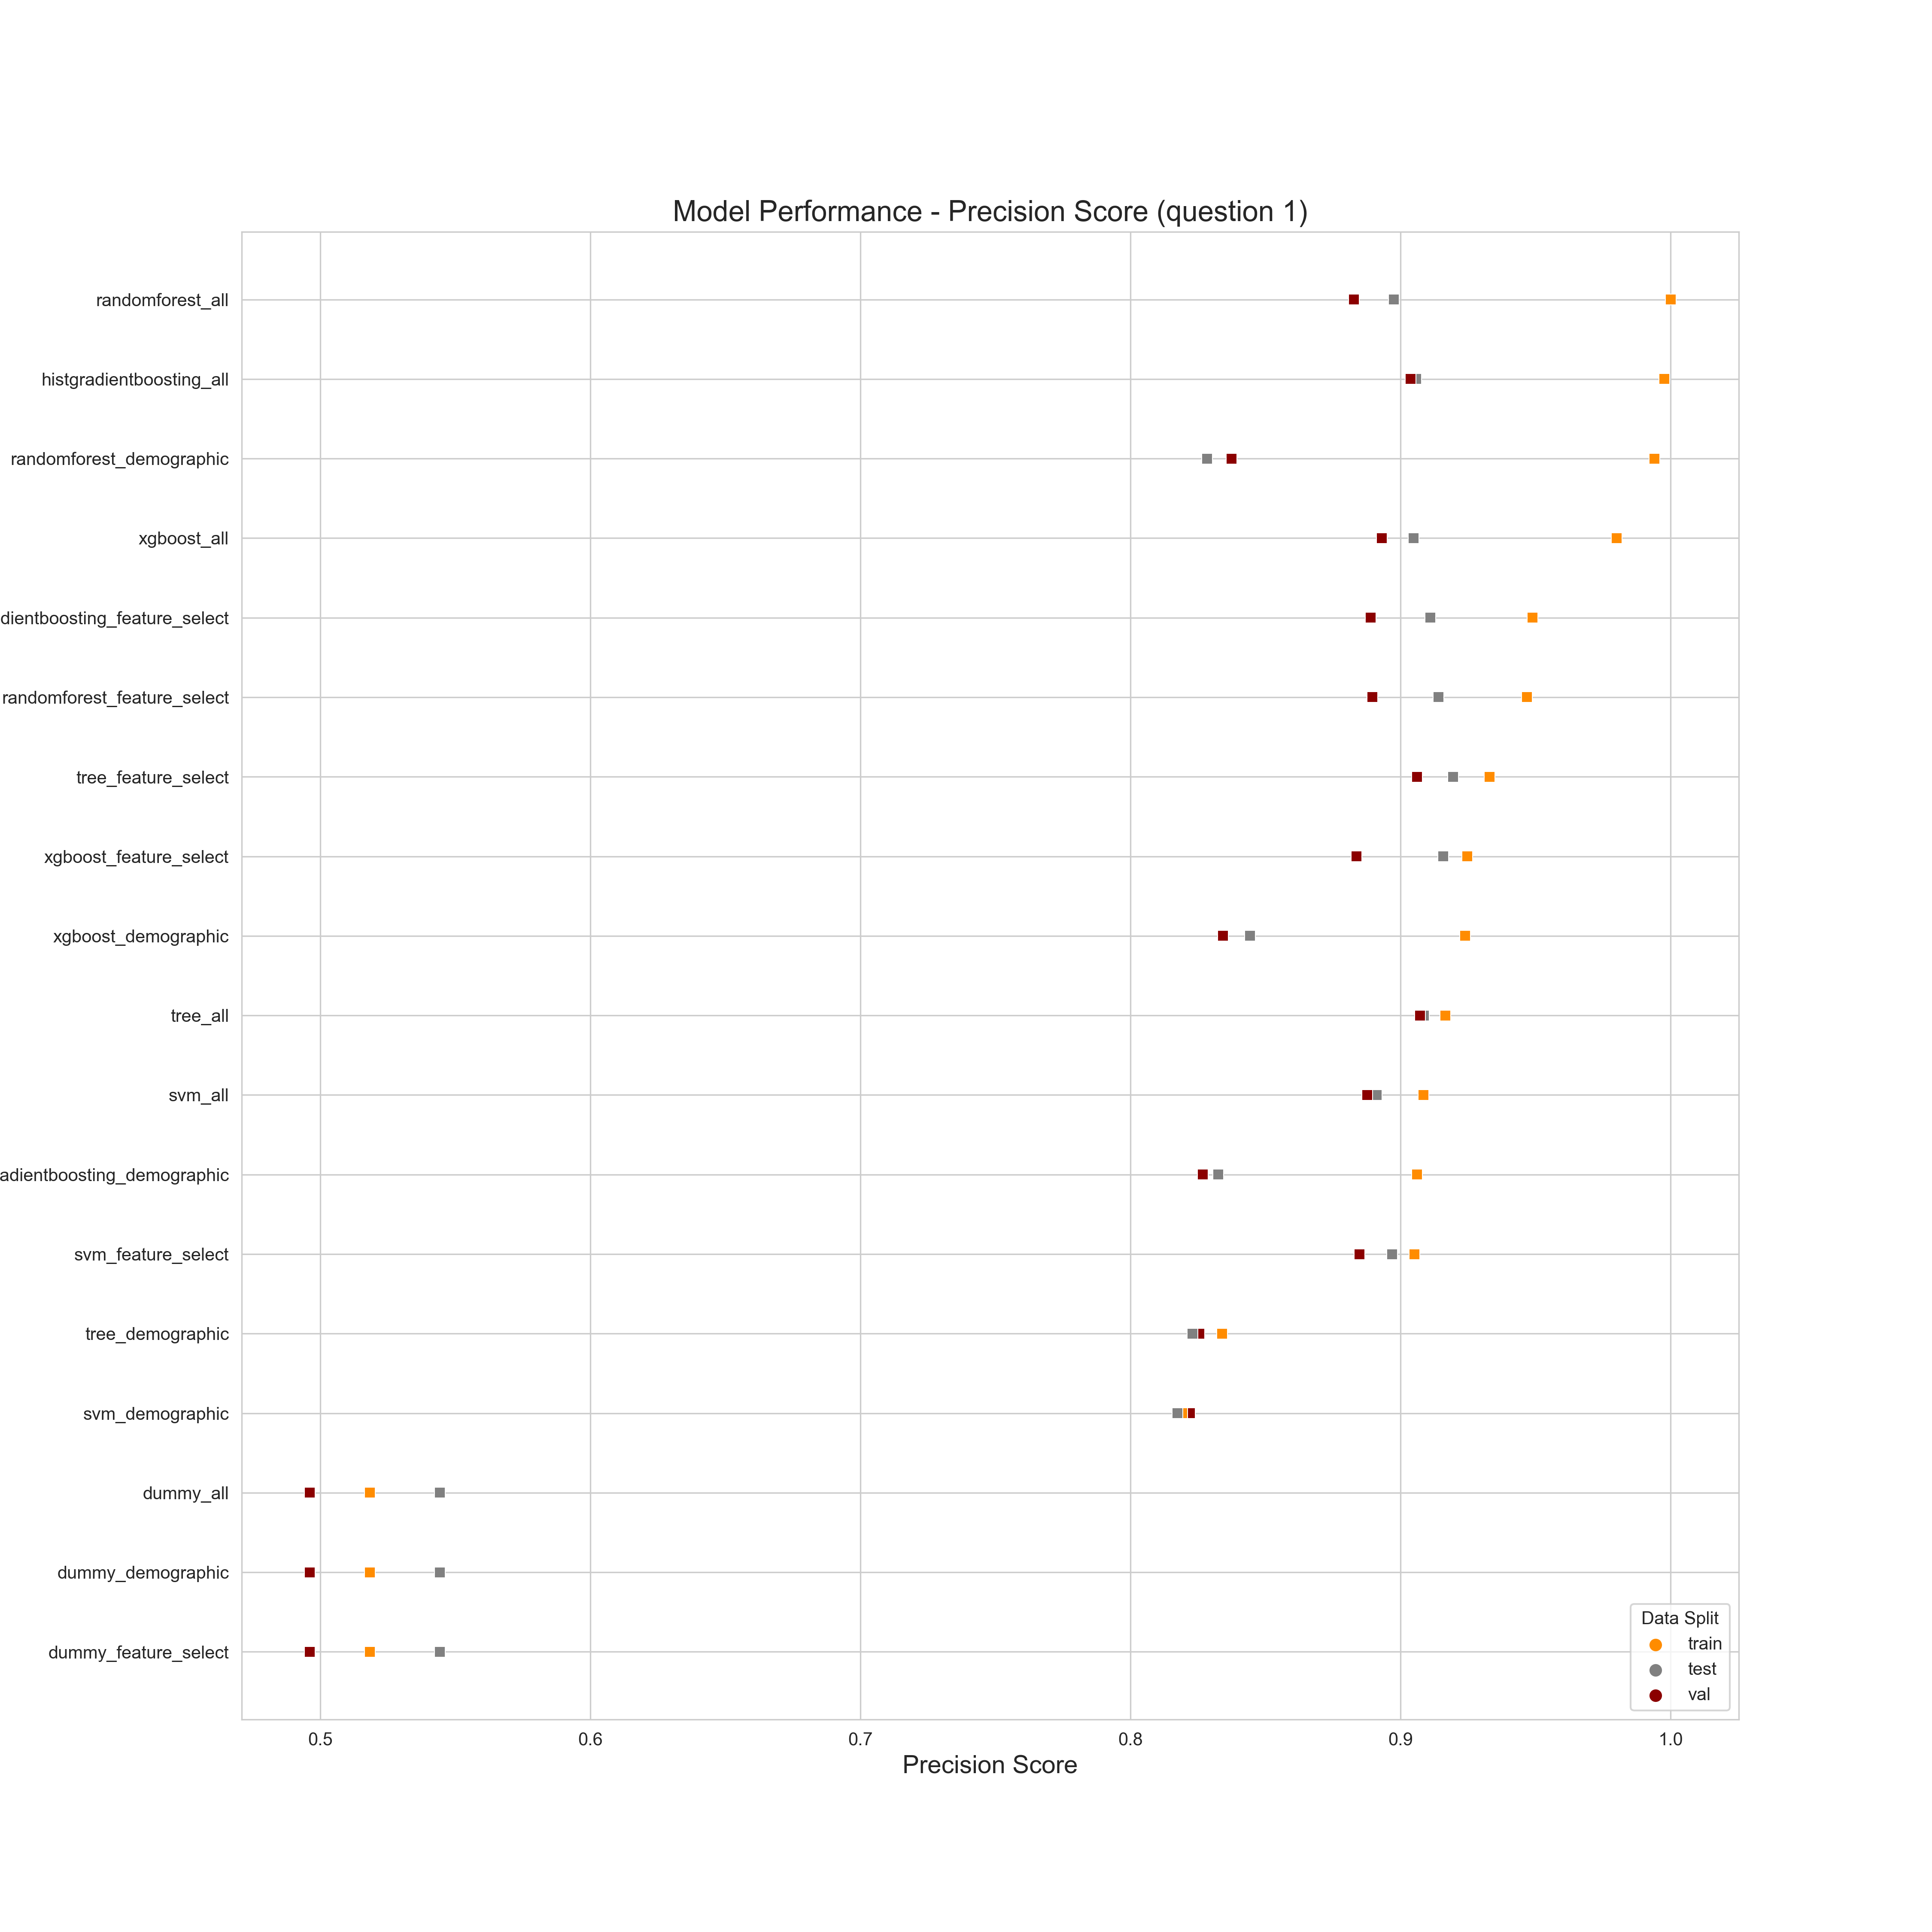 Model Performance - Precision Score (question 1)
randomforest_all
histgradientboosting_all
randomforest_demographic
xgboost_all
dientboosting_feature_select
randomforest_feature_select
tree_feature_select
xgboost_feature_select
xgboost_demographic
tree_all
svm_all
adientboosting_demographic
svm_feature_select
tree_demographic
svm_demographic
dummy_all
dummy_demographic
dummy_feature_select
Data Split
train
test
val
0.5 0.6 0.7 0.8 0.9 1.0
Precision Score